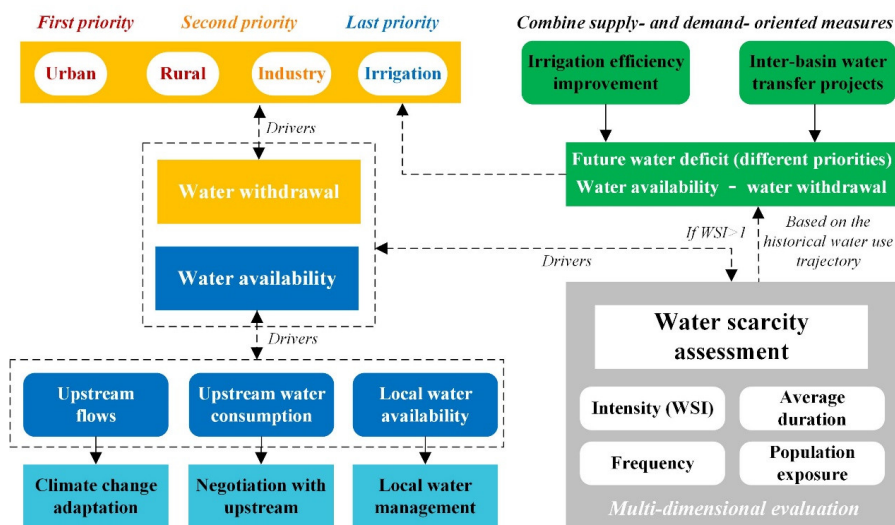 First priority Second priority Last priority
Urban Rural Industry Irrigation
Drivers
Water withdrawal
Water availability
Drivers
Upstream
flows
Upstream water
consumption
Local water
availability
Climate change
adaptation
Negotiation with
upstream
Local water
management
Combine supply- and demand- oriented measures
Irrigation efficiency
improvement
Inter-basin water
transfer projects
Future water deficit (different priorities)
Water availability - water withdrawal
If WSI>1
Based on the
historical water use
trajectory
Drivers
Water scarcity
assessment
Intensity (WSI)
Average
duration
Frequency
Population
exposure
Multi-dimensional evaluation